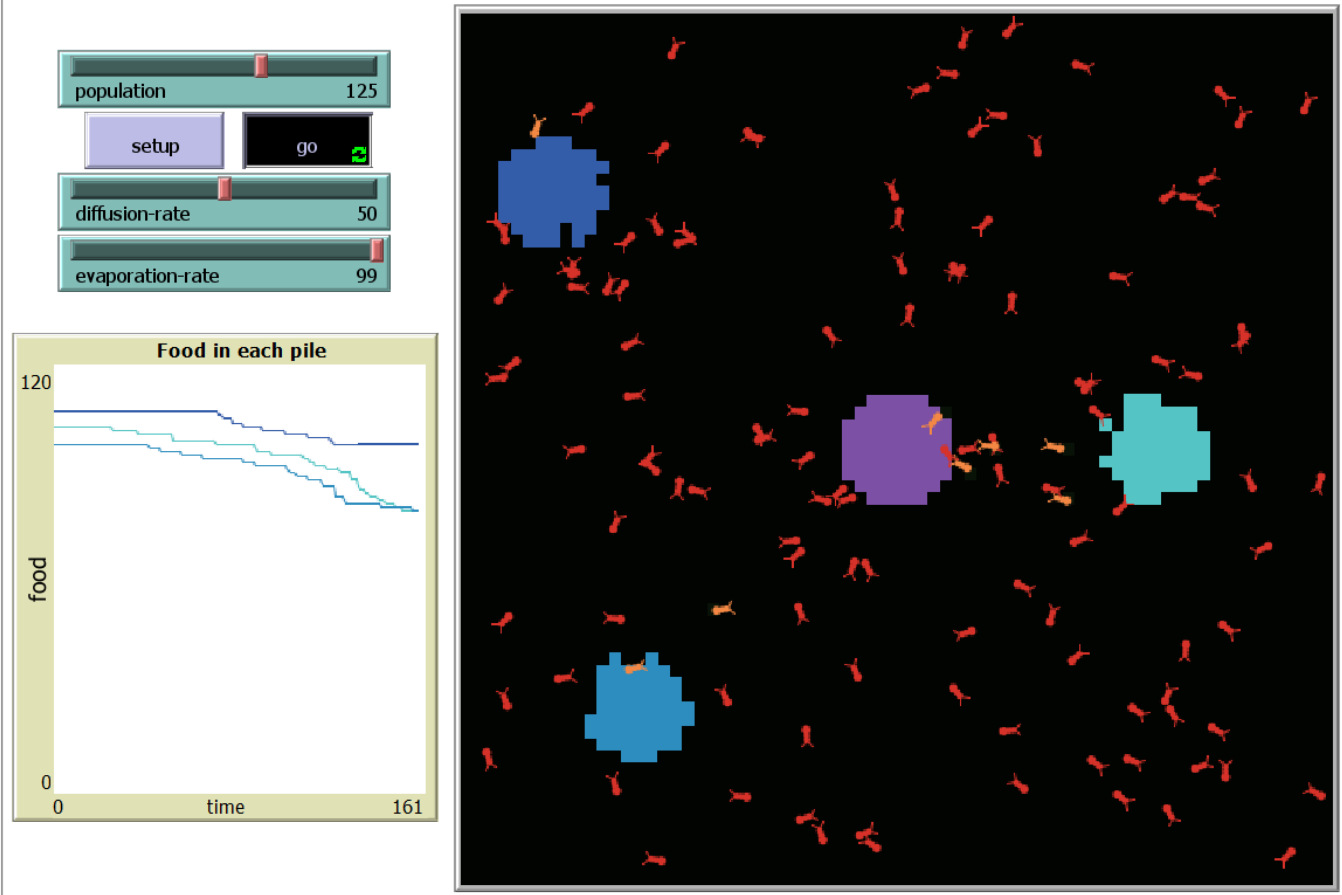 population 125
setup
go
diffusion-rate 50
evaporation-rate 99
Food in each pile
120
food
0
0 time 161